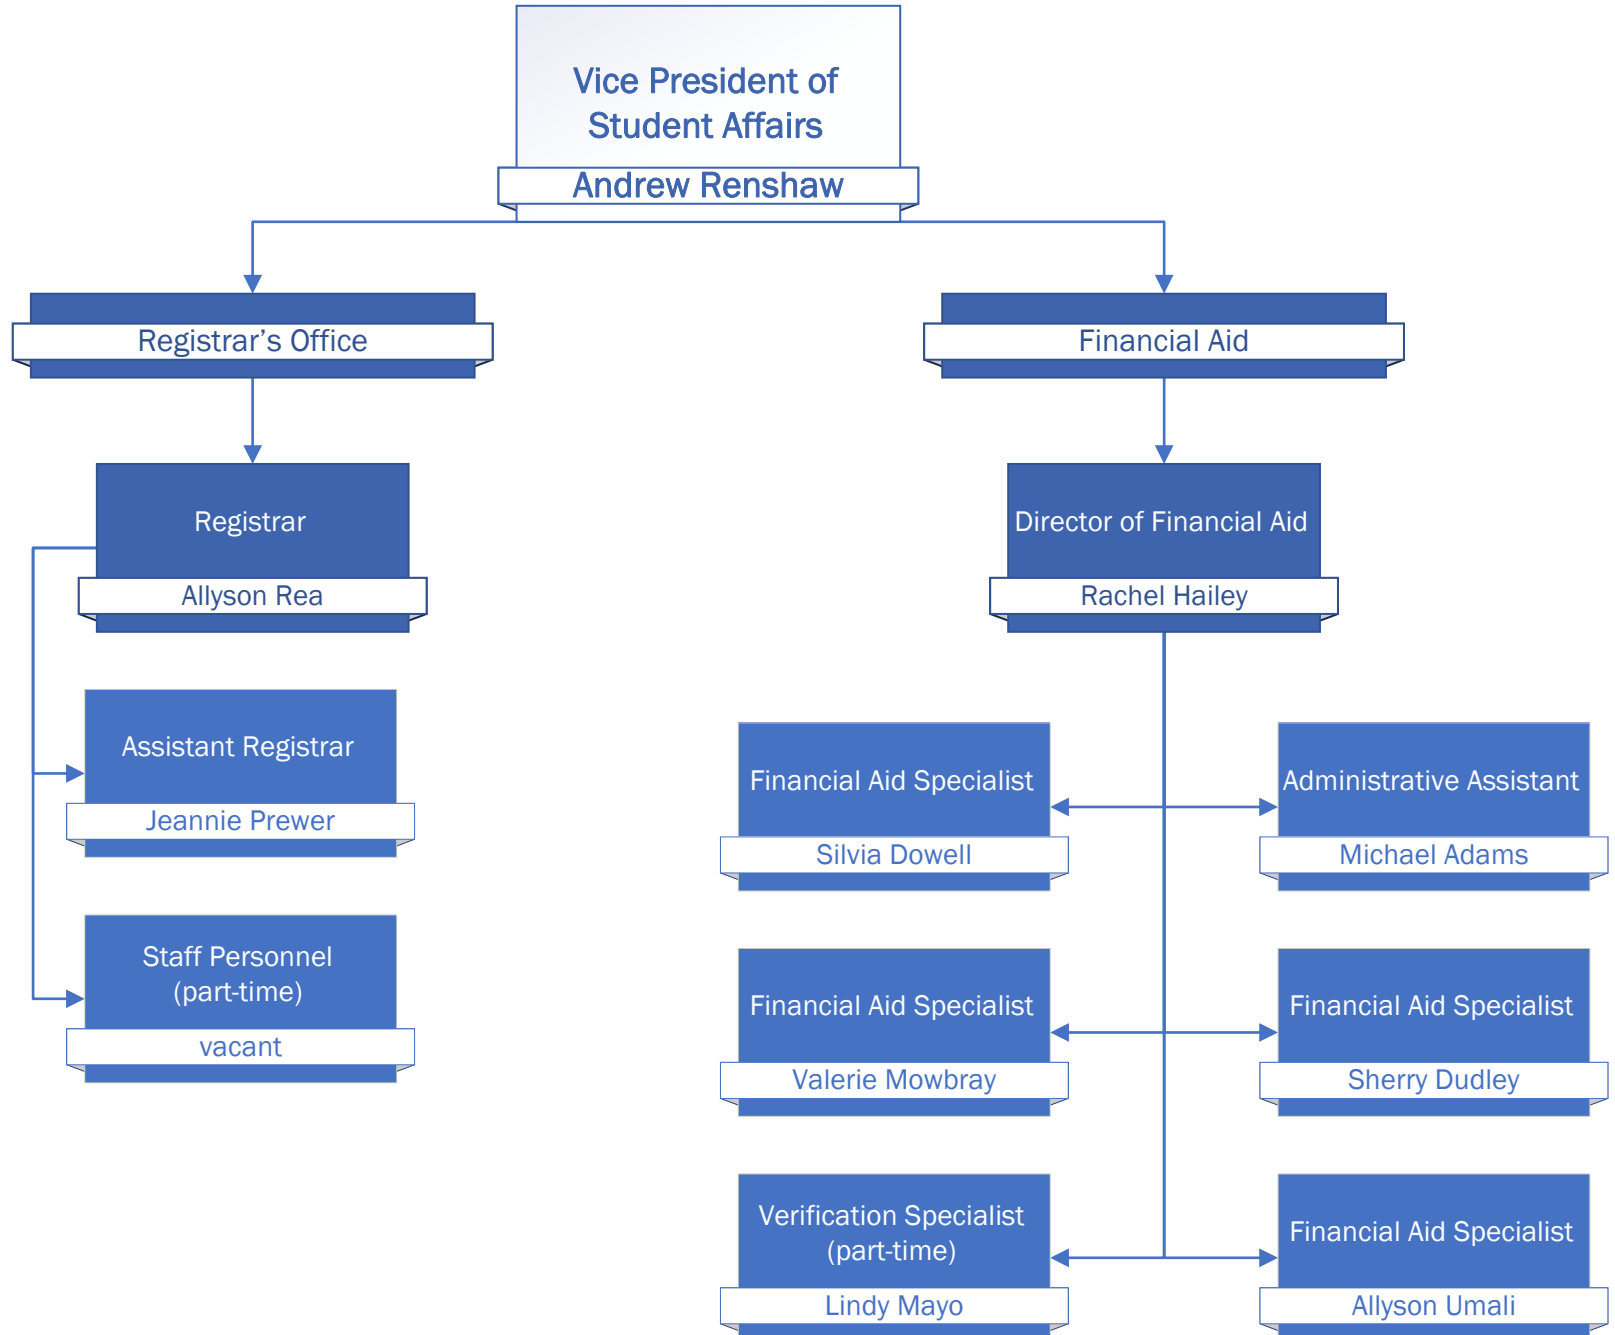 Vice President of
Student Affairs
Andrew Renshaw
Registrar’s Office
Financial Aid
Registrar
Allyson Rea
Director of Financial Aid
Rachel Hailey
Assistant Registrar
Jeannie Prewer
Staff Personnel
(part-time)
vacant
Financial Aid Specialist
Silvia Dowell
Administrative Assistant
Michael Adams
Financial Aid Specialist
Valerie Mowbray
Financial Aid Specialist
Sherry Dudley
Verification Specialist
(part-time)
Lindy Mayo
Financial Aid Specialist
Allyson Umali